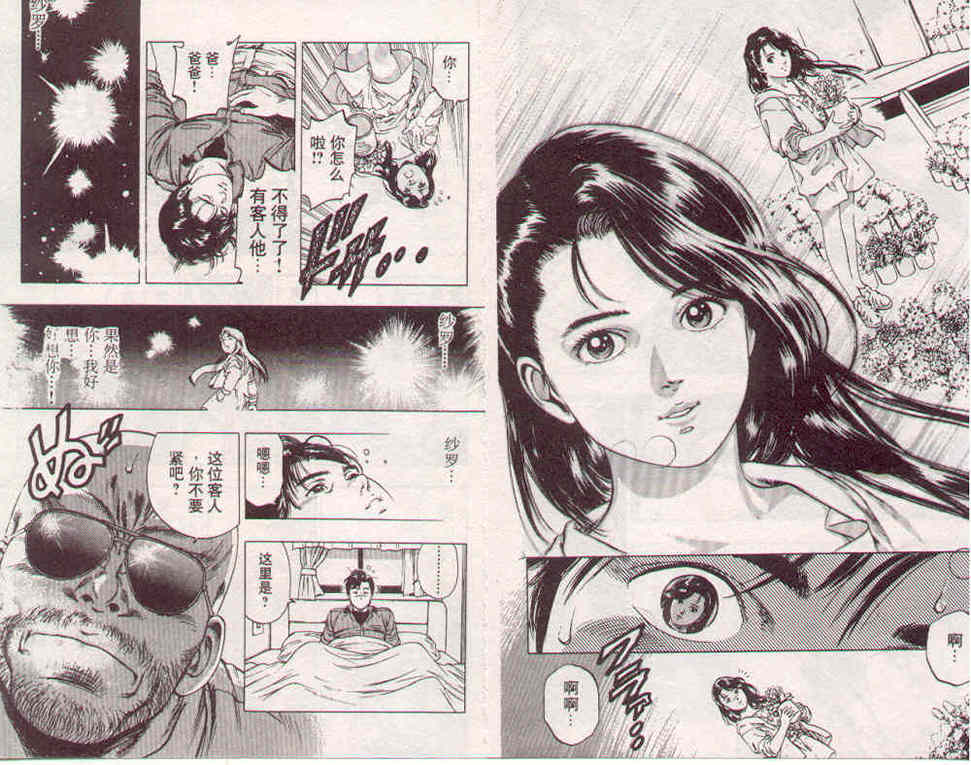 啊…
啊啊…
你…
你怎么
啦!?
不得了了!
有客人他…
爸…
爸爸!
纱罗……
纱罗……
果然是
你…我好
想…
好想你…!
纱罗…
嗯嗯…
………
这里是?
这位客人
，你不要
紧吧?
ぬっ